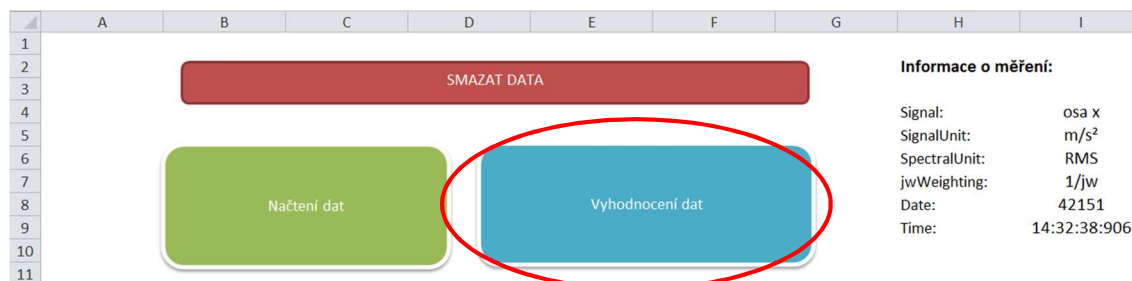 A B C D E F G H I
1
2 SMAZAT DATA Informace o měření:
3
4 Signal: osa x
5 SignalUnit: m/s²
6 SpectralUnit: RMS
7 jwWeighting: 1/jw
8 Načtení dat Vyhodnocení dat Date: 42151
9 Time: 14:32:38:906
10
11